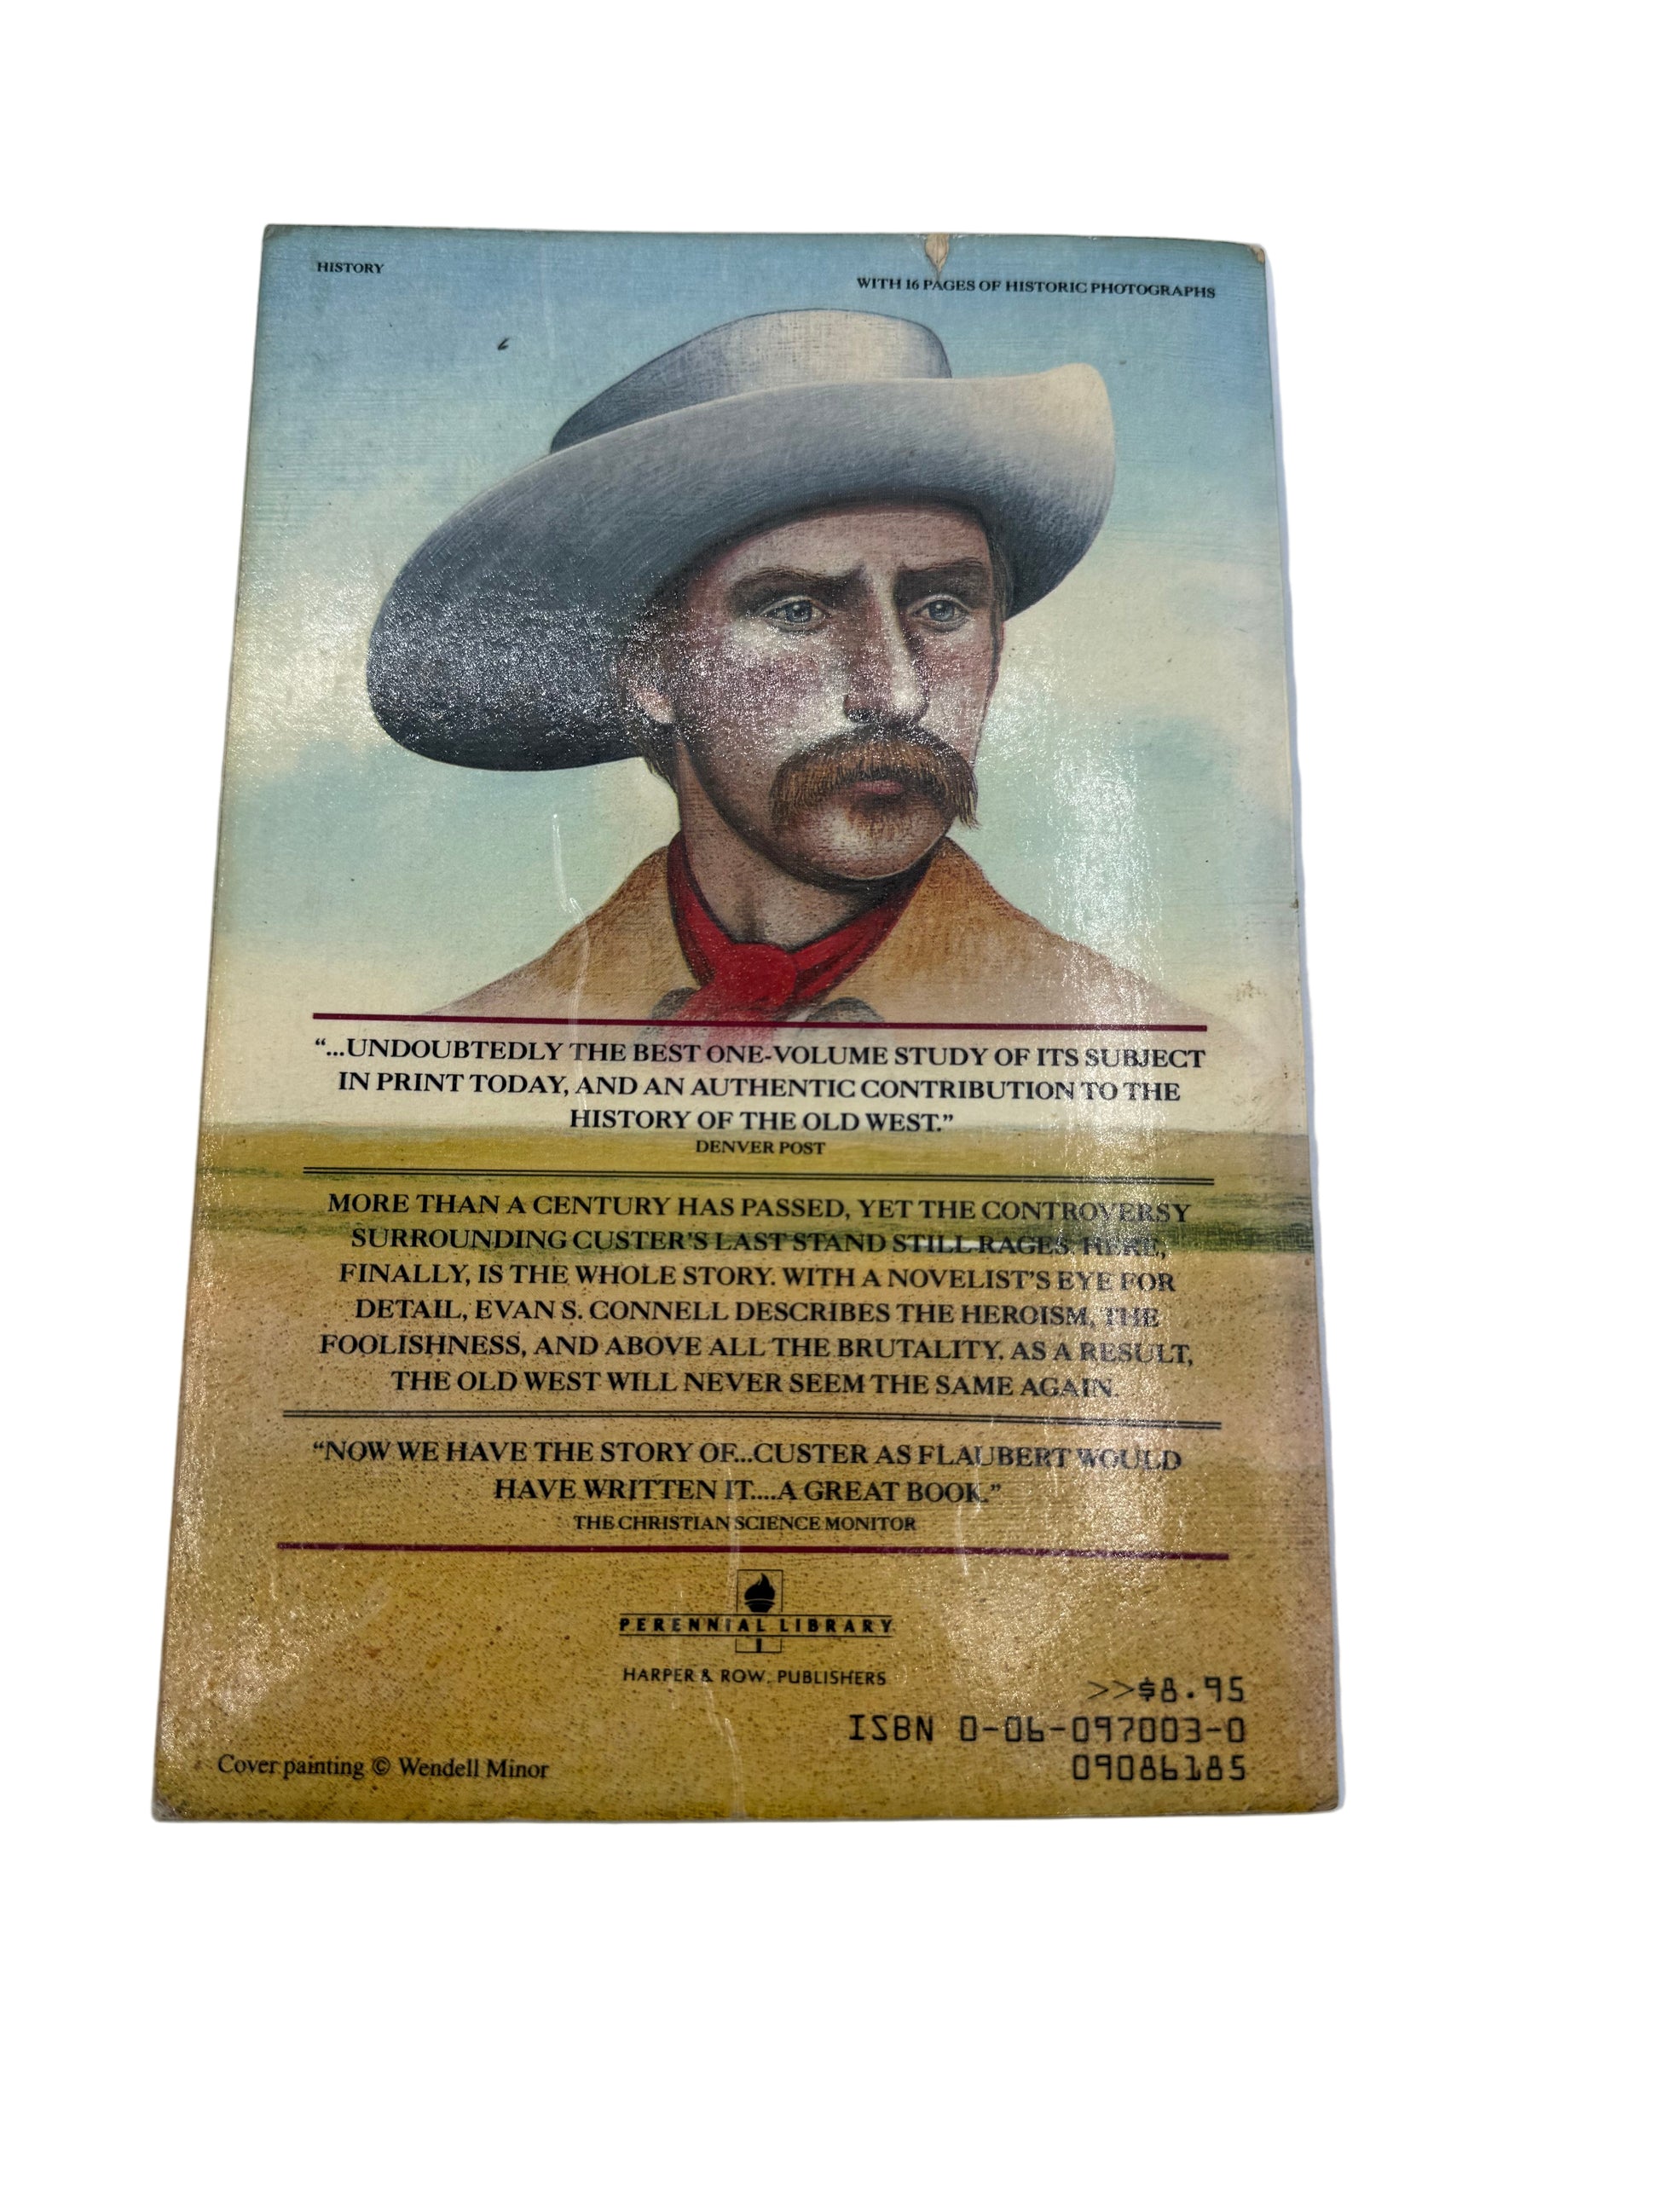 HISTORY
WITH 16 PAGES OF HISTORIC PHOTOGRAPHS
“...UNDOUBTEDLY THE BEST ONE-VOLUME STUDY OF ITS SUBJECT
IN PRINT TODAY, AND AN AUTHENTIC CONTRIBUTION TO THE
HISTORY OF THE OLD WEST.”
DENVER POST
MORE THAN A CENTURY HAS PASSED, YET THE CONTROVERSY
SURROUNDING CUSTER'S LAST STAND STILL RAGES. HERE,
FINALLY, IS THE WHOLE STORY. WITH A NOVELIST'S EYE FOR
DETAIL, EVAN S. CONNELL DESCRIBES THE HEROISM, THE
FOOLISHNESS, AND ABOVE ALL THE BRUTALITY. AS A RESULT,
THE OLD WEST WILL NEVER SEEM THE SAME AGAIN.
“NOW WE HAVE THE STORY OF...CUSTER AS FLAUBERT WOULD
HAVE WRITTEN IT....A GREAT BOOK.”
THE CHRISTIAN SCIENCE MONITOR
PERENNIAL LIBRARY
HARPER & ROW, PUBLISHERS
>>$8.95
ISBN 0-06-097003-0
09086185
Cover painting © Wendell Minor